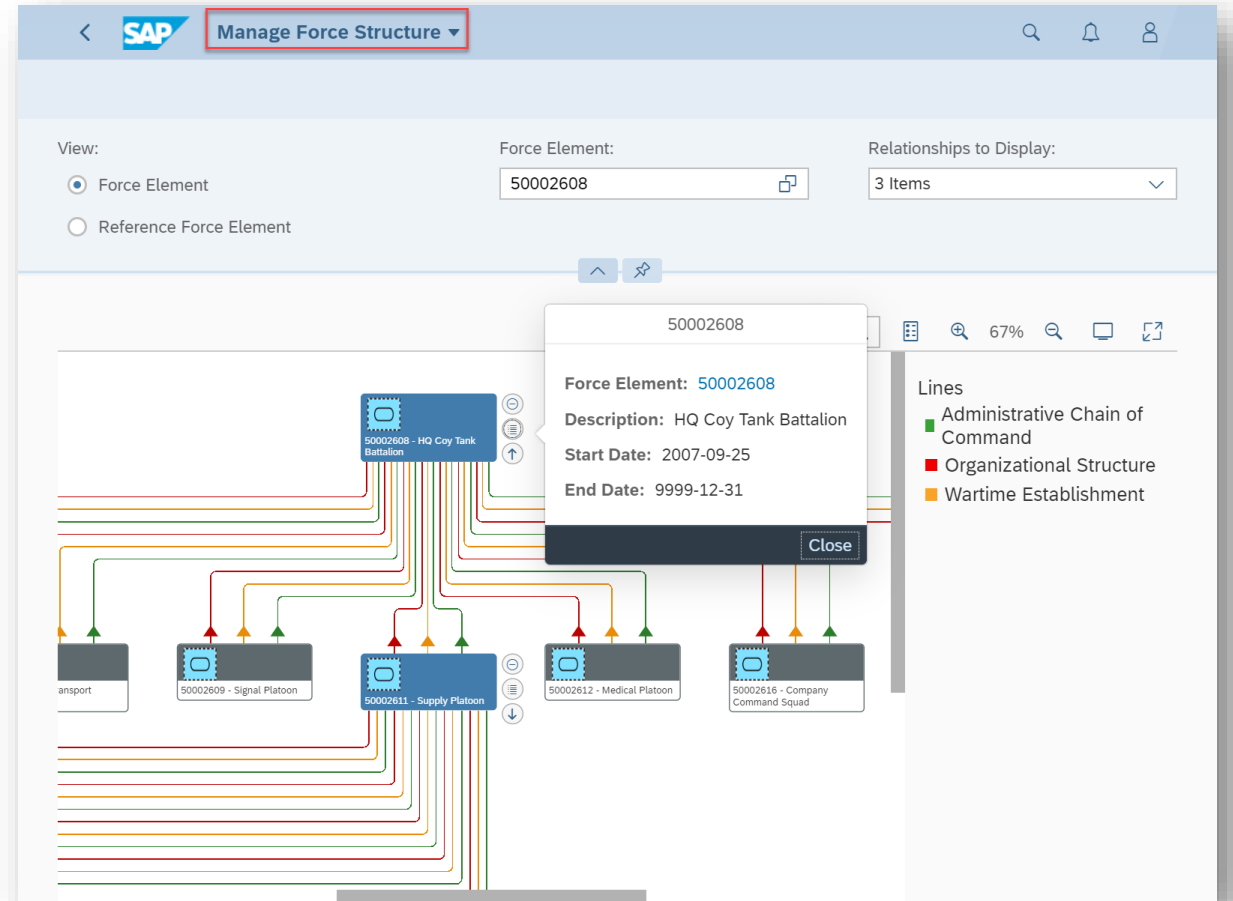 SAP
Manage Force Structure
View:
Force Element:
Relationships to Display:
Force Element
50002608
3 Items
Reference Force Element
50002608
67%
Force Element: 50002608
Description: HQ Coy Tank Battalion
Start Date: 2007-09-25
End Date: 9999-12-31
Close
Lines
Administrative Chain of
Command
Organizational Structure
Wartime Establishment
50002608 - HQ Coy Tank
Battalion
ansport
50002609 - Signal Platoon
50002611 - Supply Platoon
50002612 - Medical Platoon
50002616 - Company
Command Squad